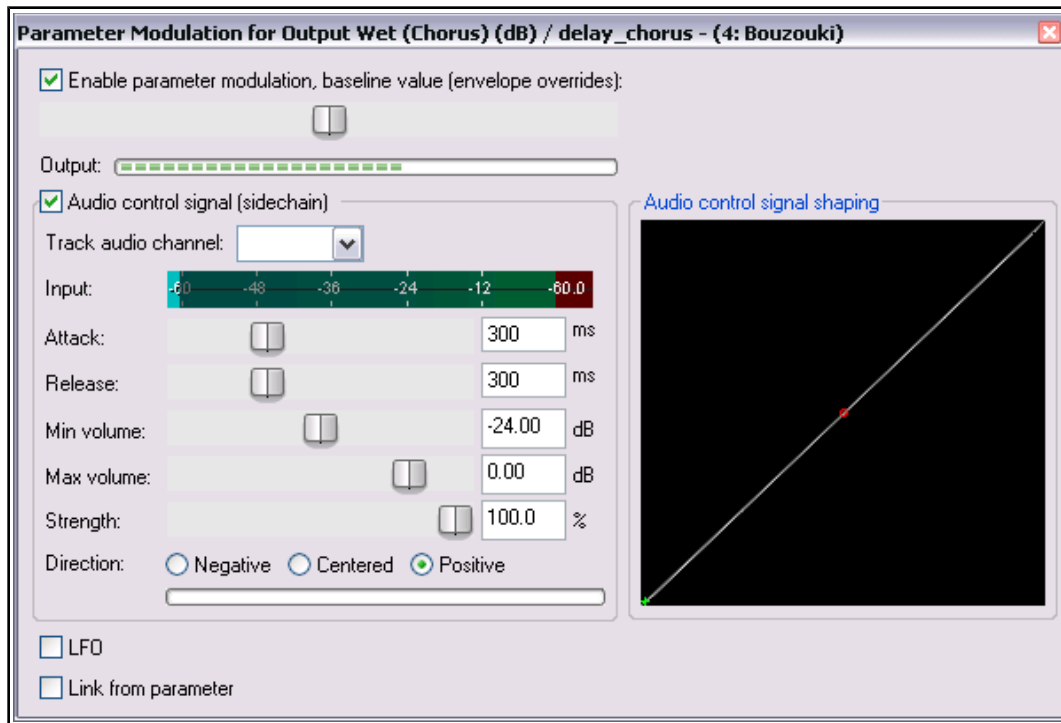 Parameter Modulation for Output Wet (Chorus) (dB) / delay_chorus - (4: Bouzouki)
Enable parameter modulation, baseline value (envelope overrides):
Output:
Audio control signal (sidechain)
Audio control signal shaping
Track audio channel:
Input: -60 -48 -36 -24 -12 -60.0
Attack: 300 ms
Release: 300 ms
Min volume: -24.00 dB
Max volume: 0.00 dB
Strength: 100.0 %
Direction: Negative Centered Positive
LFO
Link from parameter